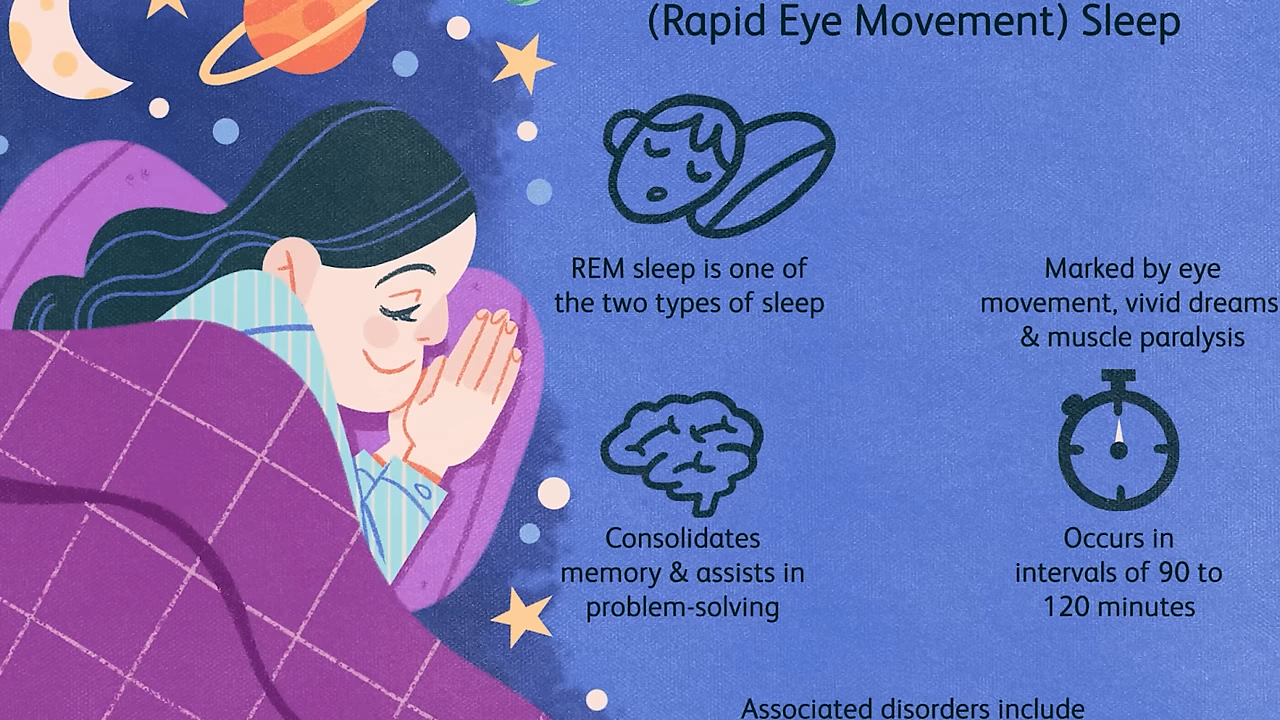 (Rapid Eye Movement) Sleep
REM sleep is one of
the two types of sleep
Marked by eye
movement, vivid dreams
& muscle paralysis
Consolidates
memory & assists in
problem-solving
Occurs in
intervals of 90 to
120 minutes
Associated disorders include